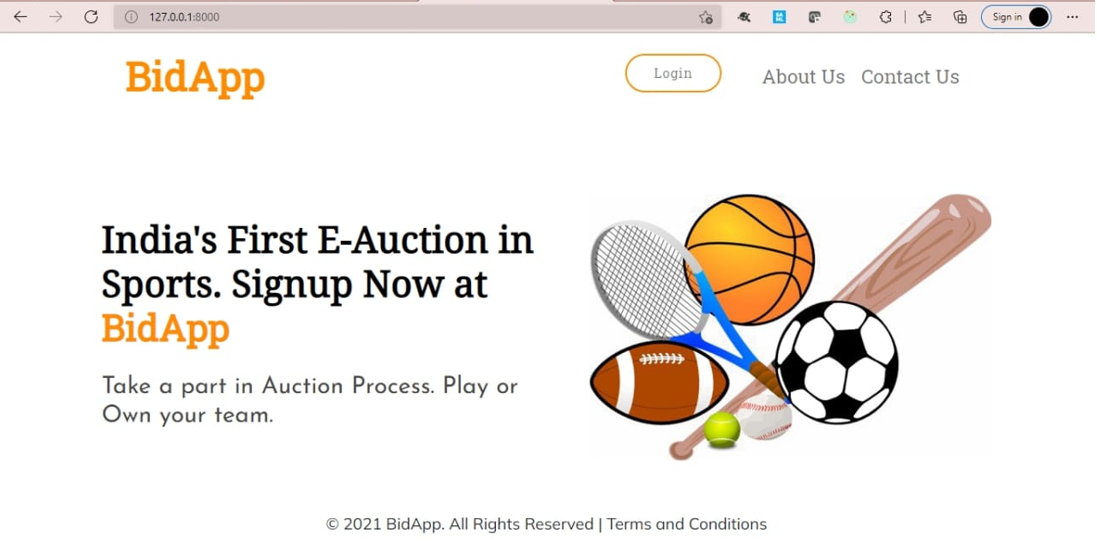 127.0.0.1:8000
Sign in
BidApp
Login
About Us
Contact Us
India's First E-Auction in
Sports. Signup Now at
BidApp
Take a part in Auction Process. Play or
Own your team.
© 2021 BidApp. All Rights Reserved | Terms and Conditions